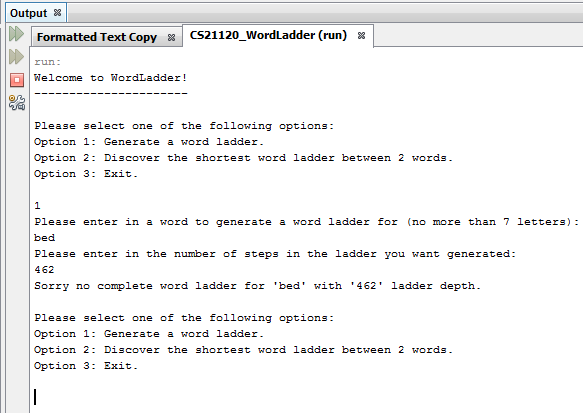 Output
Formatted Text Copy
CS21120_WordLadder (run)
run:
Welcome to WordLadder!
----------------------
Please select one of the following options:
Option 1: Generate a word ladder.
Option 2: Discover the shortest word ladder between 2 words.
Option 3: Exit.
1
Please enter in a word to generate a word ladder for (no more than 7 letters):
bed
Please enter in the number of steps in the ladder you want generated:
462
Sorry no complete word ladder for 'bed' with '462' ladder depth.
Please select one of the following options:
Option 1: Generate a word ladder.
Option 2: Discover the shortest word ladder between 2 words.
Option 3: Exit.